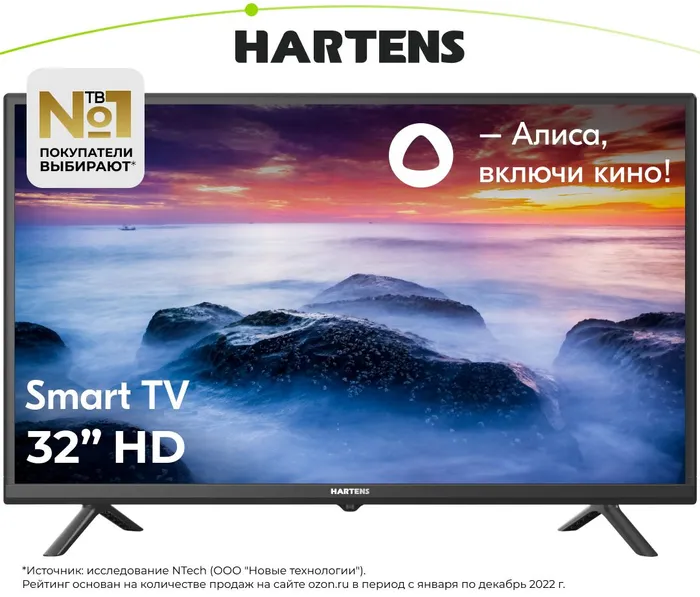 HARTENS
ТВ
№1
ПОКУПАТЕЛИ
ВЫБИРАЮТ*
— Алиса,
включи кино!
Smart TV
32” HD
HARTENS
*Источник: исследование NTech (ООО "Новые технологии").
Рейтинг основан на количестве продаж на сайте ozon.ru в период с января по декабрь 2022 г.